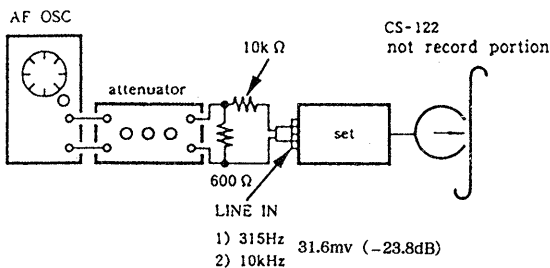 AF OSC
attenuator
10k Ω
600 Ω
CS-122
not record portion
set
LINE IN
1) 315Hz
2) 10kHz
31.6mv (-23.8dB)